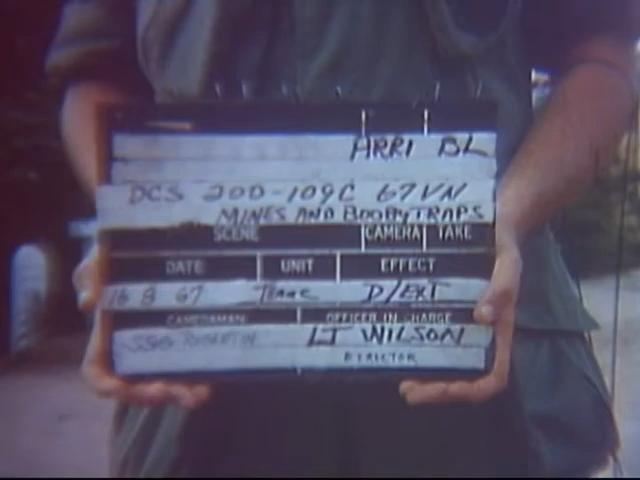 ARRI BL
DCS 200-109C 67VN
MINES AND BOOBYTRAPS
SCENE CAMERA TAKE
DATE UNIT EFFECT
16 8 67 D/EXT
CAMERAMAN OFFICER IN CHARGE
SSG LT WILSON
DIRECTOR